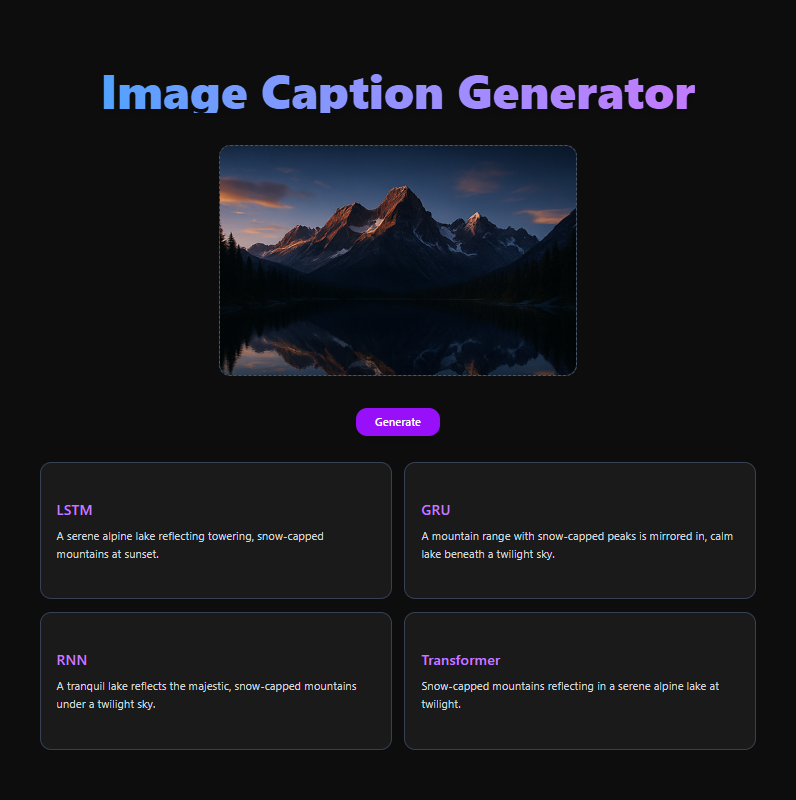 Image Caption Generator
Generate
LSTM
A serene alpine lake reflecting towering, snow-capped
mountains at sunset.
GRU
A mountain range with snow-capped peaks is mirrored in, calm
lake beneath a twilight sky.
RNN
A tranquil lake reflects the majestic, snow-capped mountains
under a twilight sky.
Transformer
Snow-capped mountains reflecting in a serene alpine lake at
twilight.